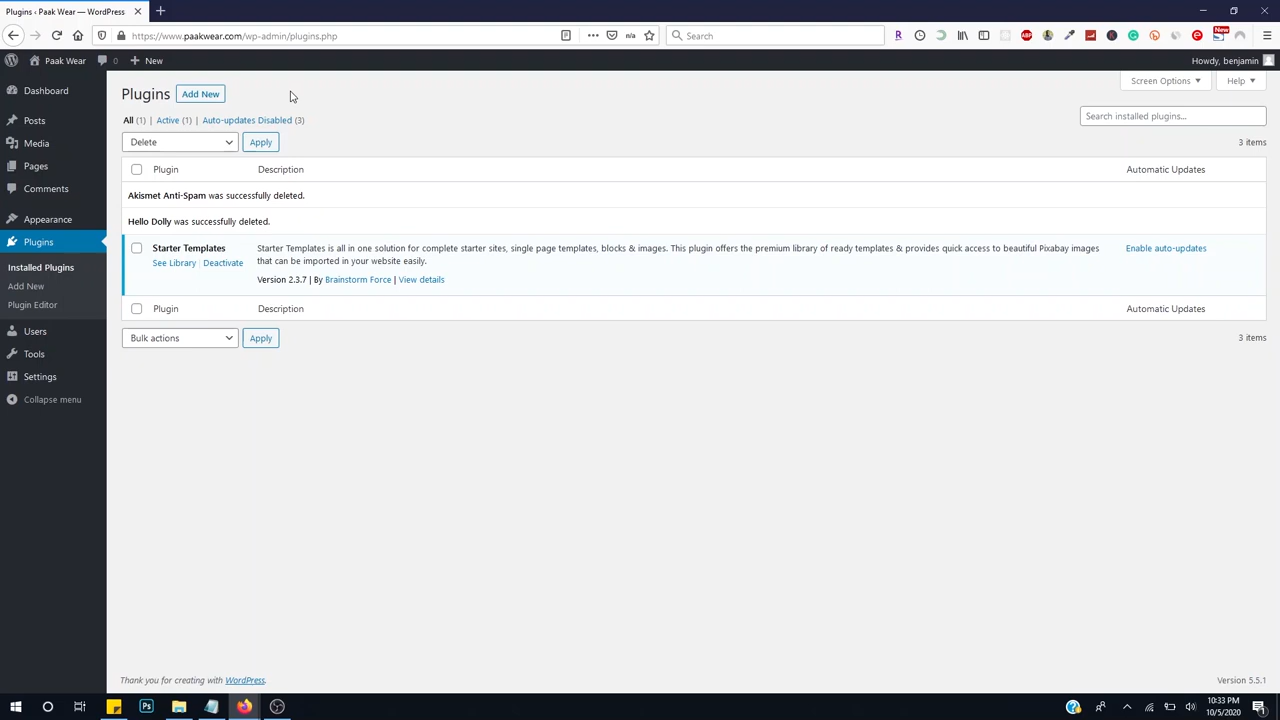 Plugins ‹ Paak Wear — WordPress
https://www.paakwear.com/wp-admin/plugins.php
n/a
Search
ABP
New
Paak Wear
0
New
Howdy, benjamin
Dashboard
Posts
Media
Pages
Comments
Appearance
Plugins
Installed Plugins
Add New
Plugin Editor
Users
Tools
Settings
Collapse menu
Plugins
Add New
Screen Options
Help
All (1) | Active (1) | Auto-updates Disabled (3)
Search installed plugins...
Delete
Apply
3 items
Plugin
Description
Automatic Updates
Akismet Anti-Spam was successfully deleted.
Hello Dolly was successfully deleted.
Starter Templates
See Library | Deactivate
Starter Templates is all in one solution for complete starter sites, single page templates, blocks & images. This plugin offers the premium library of ready templates & provides quick access to beautiful Pixabay images
that can be imported in your website easily.
Version 2.3.7 | By Brainstorm Force | View details
Enable auto-updates
Plugin
Description
Automatic Updates
Bulk actions
Apply
3 items
Thank you for creating with WordPress.
Version 5.5.1
Ps
10:33 PM
10/5/2020